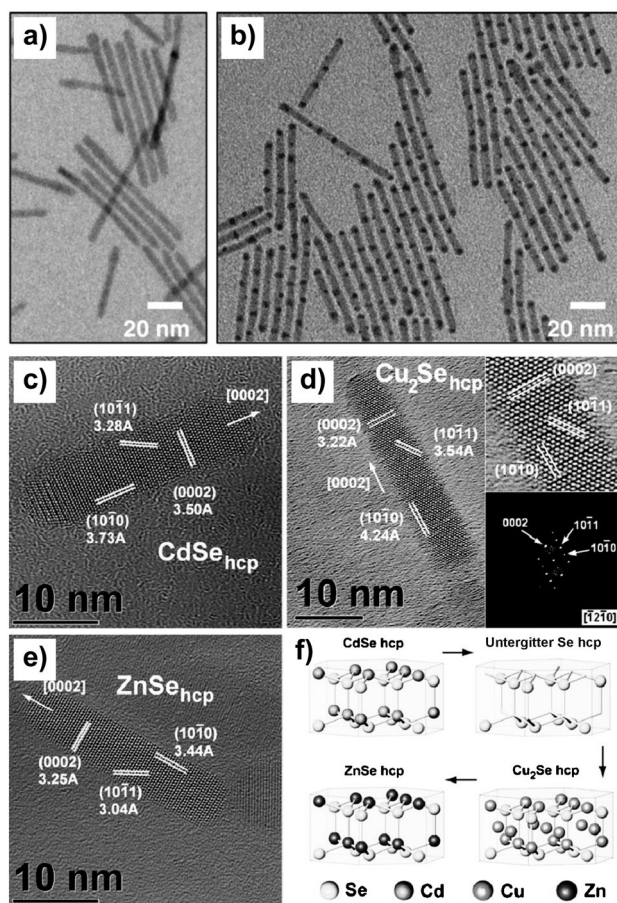 a)
20 nm
b)
20 nm
c)
[0002]
(101̄1)
3.28A
(0002)
3.50A
(101̄0)
3.73A
CdSehcp
10 nm
d)
Cu2Sehcp
(0002)
3.22A
(101̄1)
3.54A
[0002]
(101̄0)
4.24A
10 nm
(0002)
(101̄1)
(101̄0)
0002
101̄1
101̄0
[1̄21̄0]
e)
ZnSehcp
[0002]
(101̄0)
3.44A
(0002)
3.25A
(101̄1)
3.04A
10 nm
f)
CdSe hcp
Untergitter Se hcp
ZnSe hcp
Cu2Se hcp
Se Cd Cu Zn